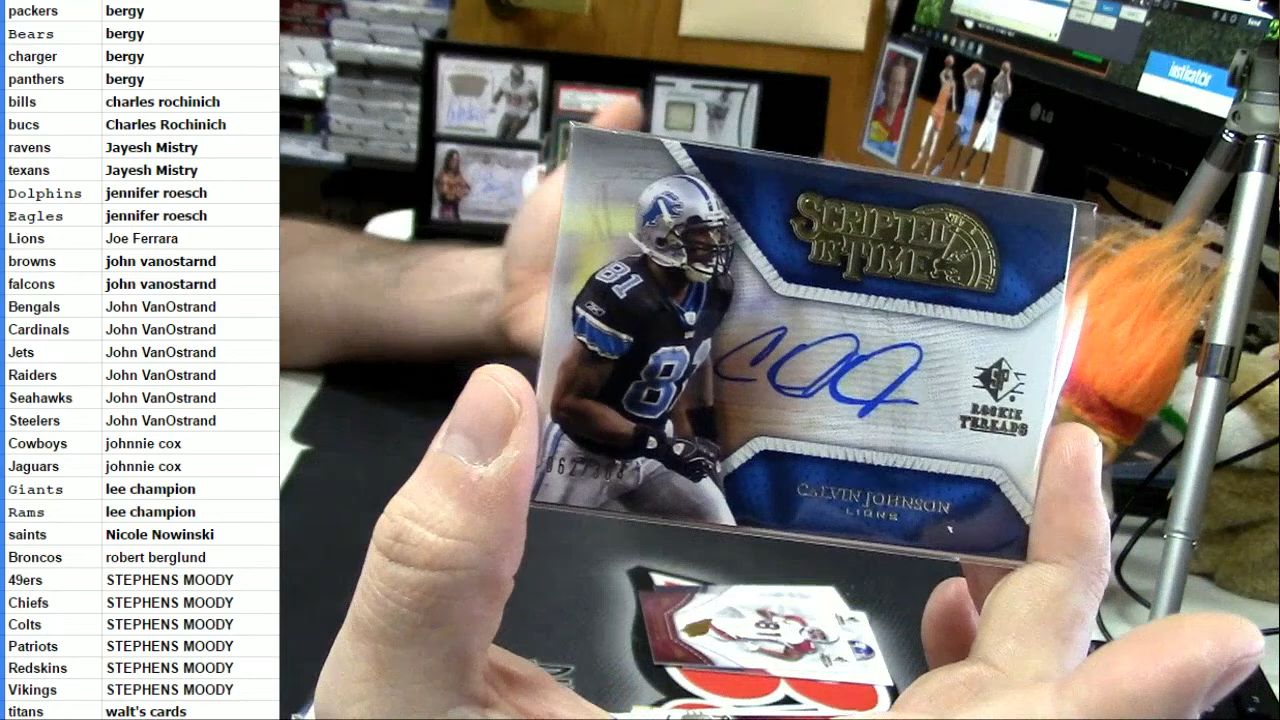 packers bergy
Bears bergy
charger bergy
panthers bergy
bills charles rochinich
bucs Charles Rochinich
ravens Jayesh Mistry
texans Jayesh Mistry
Dolphins jennifer roesch
Eagles jennifer roesch
Lions Joe Ferrara
browns john vanostarnd
falcons john vanostarnd
Bengals John VanOstrand
Cardinals John VanOstrand
Jets John VanOstrand
Raiders John VanOstrand
Seahawks John VanOstrand
Steelers John VanOstrand
Cowboys johnnie cox
Jaguars johnnie cox
Giants lee champion
Rams lee champion
saints Nicole Nowinski
Broncos robert berglund
49ers STEPHENS MOODY
Chiefs STEPHENS MOODY
Colts STEPHENS MOODY
Patriots STEPHENS MOODY
Redskins STEPHENS MOODY
Vikings STEPHENS MOODY
titans walt's cards
SCRIPTED
IN TIME
81
81
SP
ROOKIE
THREADS
CALVIN JOHNSON
LIONS
LG